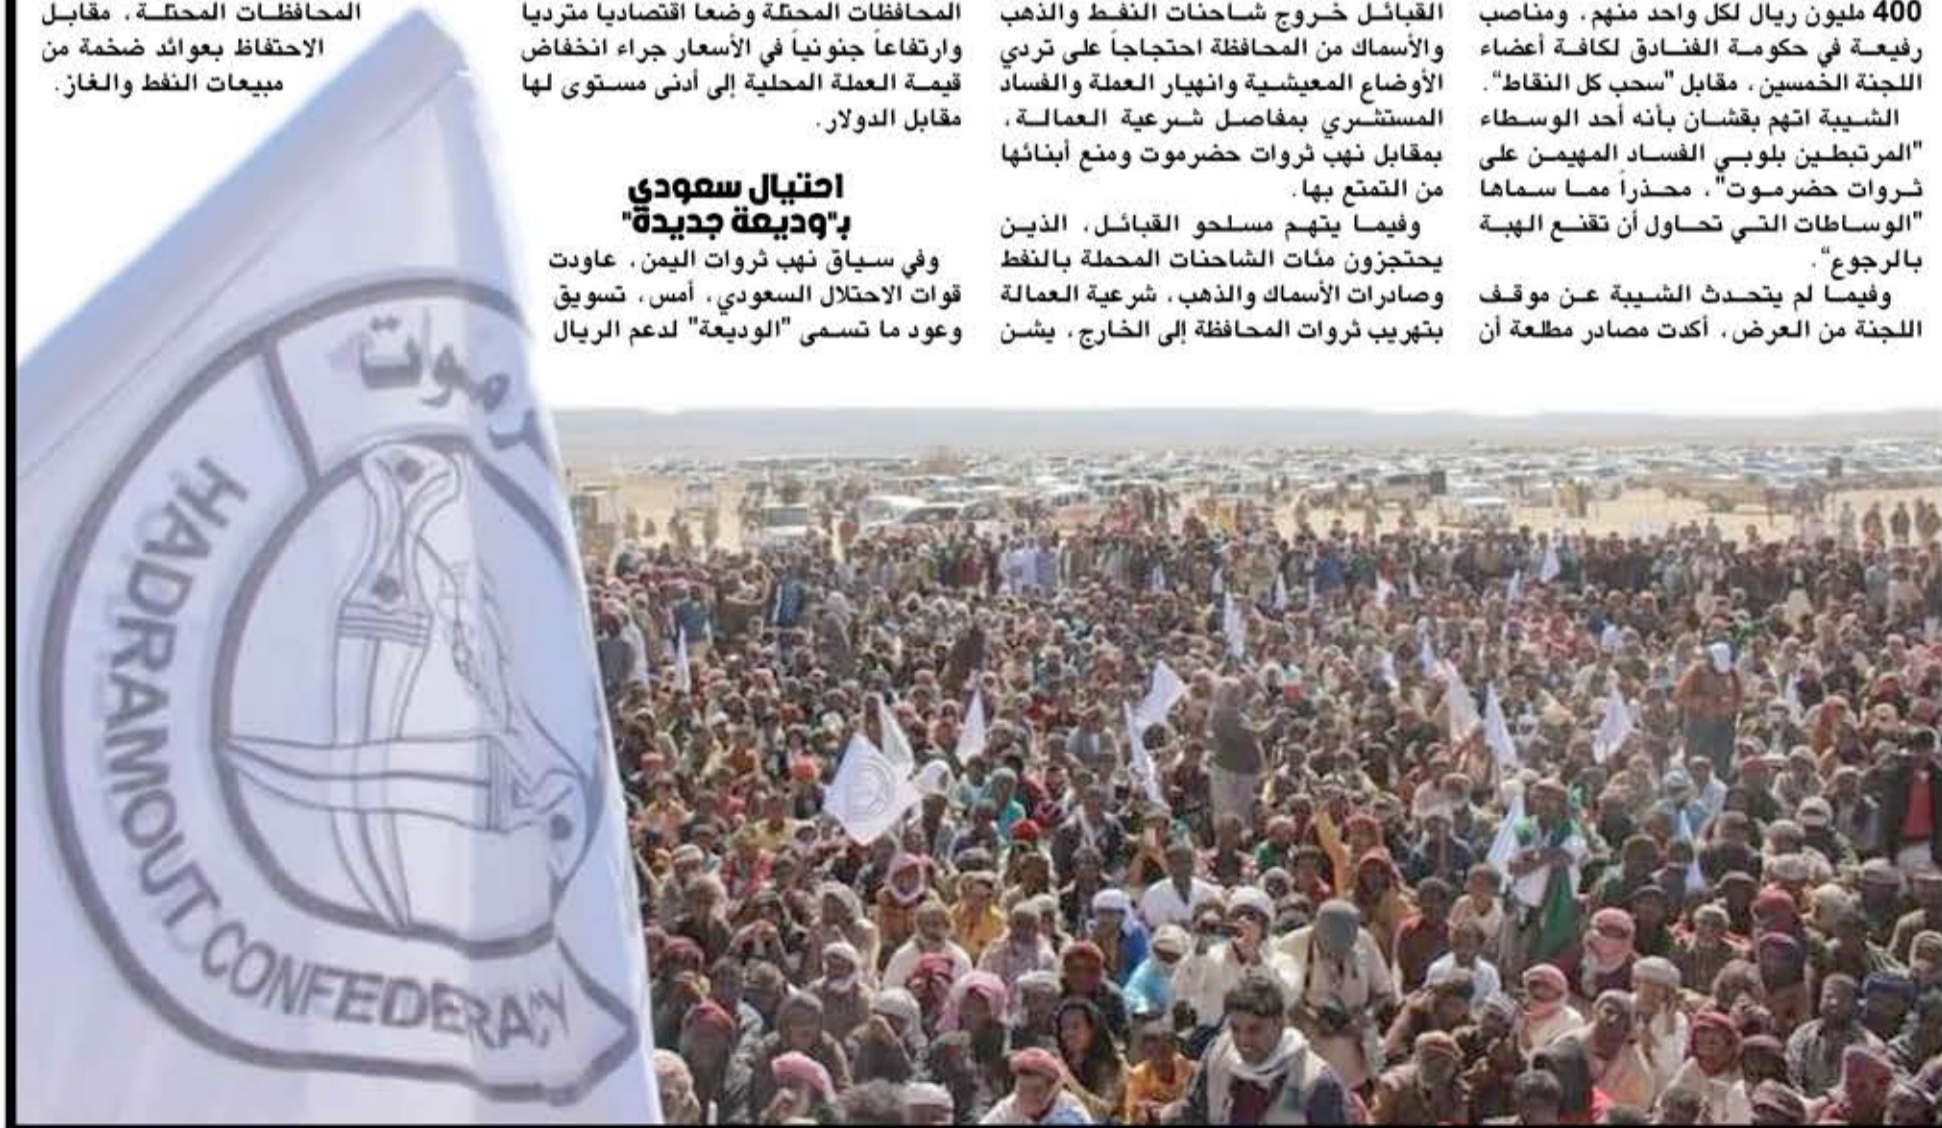 400 مليون ريال لكل واحد منهم، ومناصب
رفيعة في حكومة الفنادق لكافة أعضاء
اللجنة الخمسين، مقابل "سحب كل النقاط".
الشيبة اتهم بقشان بأنه أحد الوسطاء
"المرتبطين بلوبي الفساد المهيمن على
ثروات حضرموت"، محذراً مما سماها
"الوساطات التي تحاول أن تقنع الهبة
بالرجوع".
وفيما لم يتحدث الشيبة عن موقف
اللجنة من العرض، أكدت مصادر مطلعة أن
القبائل خروج شاحنات النفط والذهب
والأسماك من المحافظة احتجاجاً على تردي
الأوضاع المعيشية وانهيار العملة والفساد
المستشري بمفاصل شرعية العمالة،
بمقابل نهب ثروات حضرموت ومنع أبنائها
من التمتع بها.
وفيما يتهم مسلحو القبائل، الذين
يحتجزون مئات الشاحنات المحملة بالنفط
وصادرات الأسماك والذهب، شرعية العمالة
بتهريب ثروات المحافظة إلى الخارج، يشن
المحافظات المحتلة وضعا اقتصاديا مترديا
وارتفاعاً جنونياً في الأسعار جراء انخفاض
قيمة العملة المحلية إلى أدنى مستوى لها
مقابل الدولار.
احتيال سعودي
بـ"وديعة جديدة"
وفي سياق نهب ثروات اليمن، عاودت
قوات الاحتلال السعودي، أمس، تسويق
وعود ما تسمى "الوديعة" لدعم الريال
المحافظات المحتلة، مقابل
الاحتفاظ بعوائد ضخمة من
مبيعات النفط والغاز.
رموت
HADRAMOUT CONFEDERACY